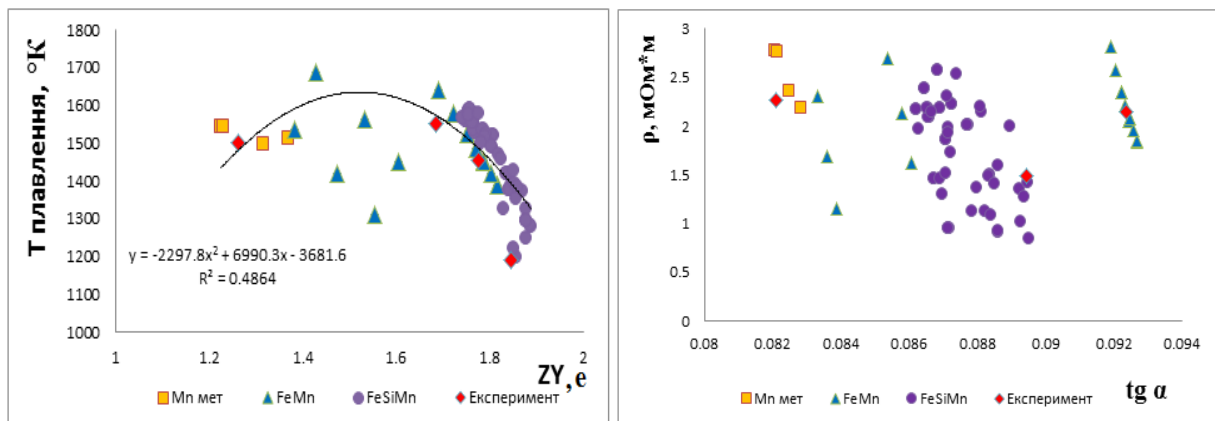 Т плавлення, °К
1800
1700
1600
1500
1400
1300
1200
1100
1000
y = -2297.8x² + 6990.3x - 3681.6
R² = 0.4864
1
1.2
1.4
1.6
1.8
2
ZY, e
Mn мет
FeMn
FeSiMn
Експеримент
ρ, мОм*м
3
2.5
2
1.5
1
0.5
0
0.08
0.082
0.084
0.086
0.088
0.09
0.092
0.094
tg α
Mn мет
FeMn
FeSiMn
Експеримент